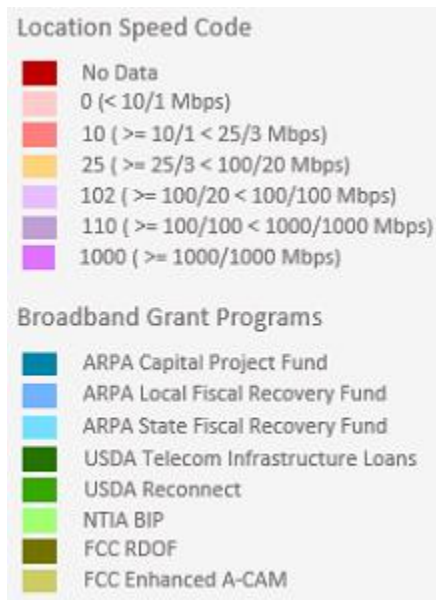 Location Speed Code
No Data
0 (< 10/1 Mbps)
10 ( >= 10/1 < 25/3 Mbps)
25 ( >= 25/3 < 100/20 Mbps)
102 ( >= 100/20 < 100/100 Mbps)
110 ( >= 100/100 < 1000/1000 Mbps)
1000 ( >= 1000/1000 Mbps)
Broadband Grant Programs
ARPA Capital Project Fund
ARPA Local Fiscal Recovery Fund
ARPA State Fiscal Recovery Fund
USDA Telecom Infrastructure Loans
USDA Reconnect
NTIA BIP
FCC RDOF
FCC Enhanced A-CAM